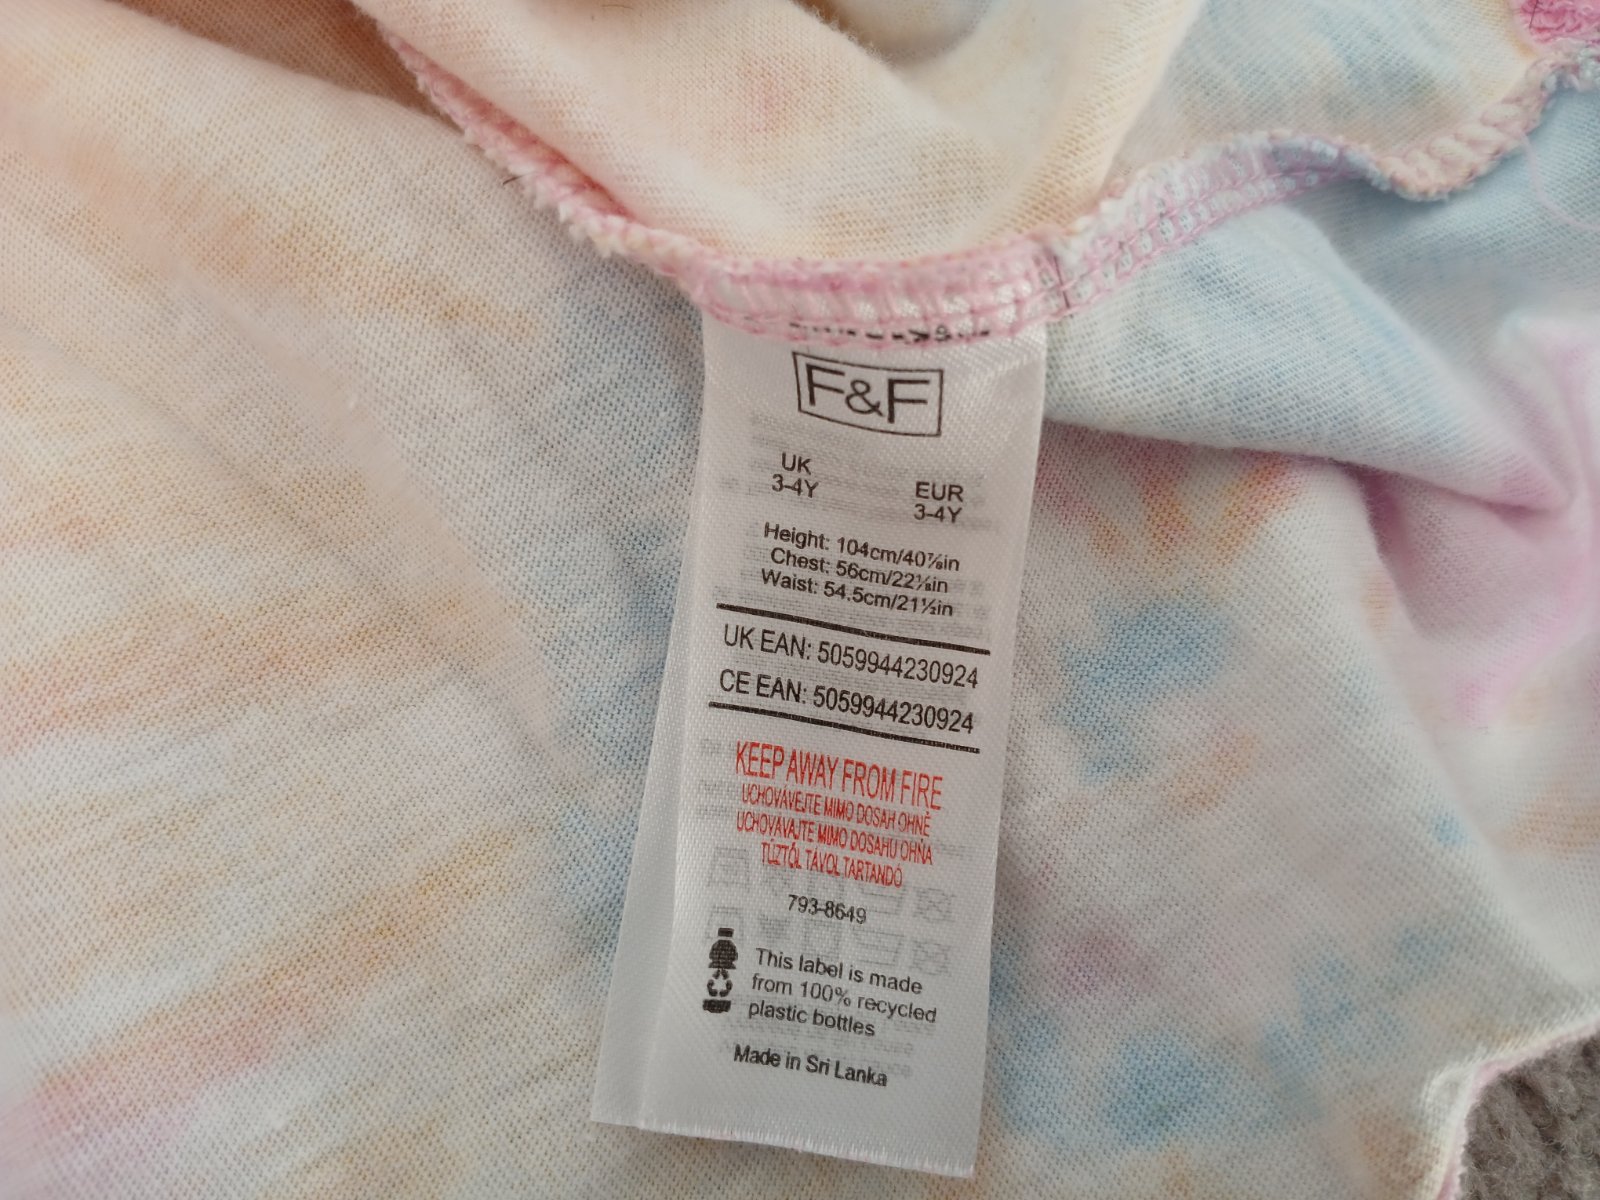 F&F
UK
3-4Y
EUR
3-4Y
Height: 104cm/40⅞in
Chest: 56cm/22⅛in
Waist: 54.5cm/21½in
UK EAN: 5059944230924
CE EAN: 5059944230924
KEEP AWAY FROM FIRE
UCHOVÁVEJTE MIMO DOSAH OHNĚ
UCHOVÁVAJTE MIMO DOSAHU OHŇA
TŰZTŐL TÁVOL TARTANDÓ
793-8649
This label is made
from 100% recycled
plastic bottles
Made in Sri Lanka